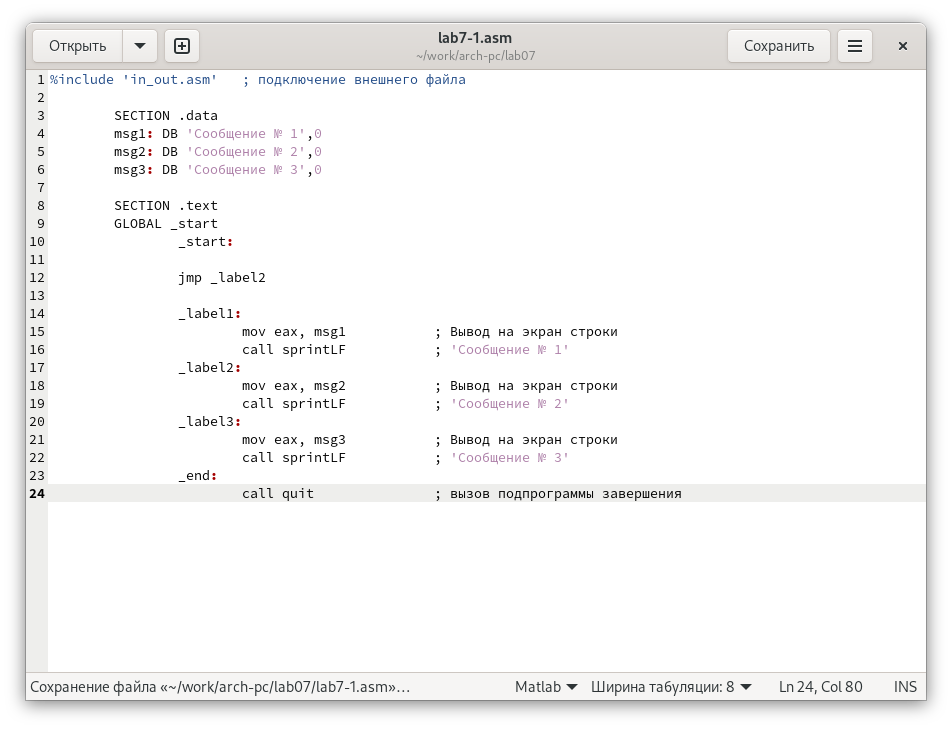 Открыть
lab7-1.asm
~/work/arch-pc/lab07
Сохранить
1 %include 'in_out.asm' ; подключение внешнего файла
2
3 SECTION .data
4 msg1: DB 'Сообщение № 1',0
5 msg2: DB 'Сообщение № 2',0
6 msg3: DB 'Сообщение № 3',0
7
8 SECTION .text
9 GLOBAL _start
10 _start:
11
12 jmp _label2
13
14 _label1:
15 mov eax, msg1 ; Вывод на экран строки
16 call sprintLF ; 'Сообщение № 1'
17 _label2:
18 mov eax, msg2 ; Вывод на экран строки
19 call sprintLF ; 'Сообщение № 2'
20 _label3:
21 mov eax, msg3 ; Вывод на экран строки
22 call sprintLF ; 'Сообщение № 3'
23 _end:
24 call quit ; вызов подпрограммы завершения
Сохранение файла «~/work/arch-pc/lab07/lab7-1.asm»… Matlab Ширина табуляции: 8 Ln 24, Col 80 INS